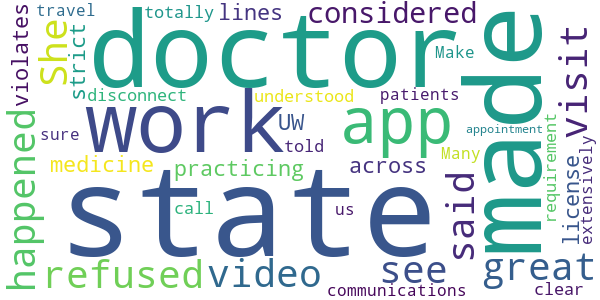 violates
travel
She
strict
totally
lines
considered
doctor
Make
made
visit
disconnect
understood
patients
work
UW
app
appointment
happened
sure
told
Many
medicine
practicing
across
said
requirement
license
extensively
state
call
us
refused
video
see
great
communications
clear